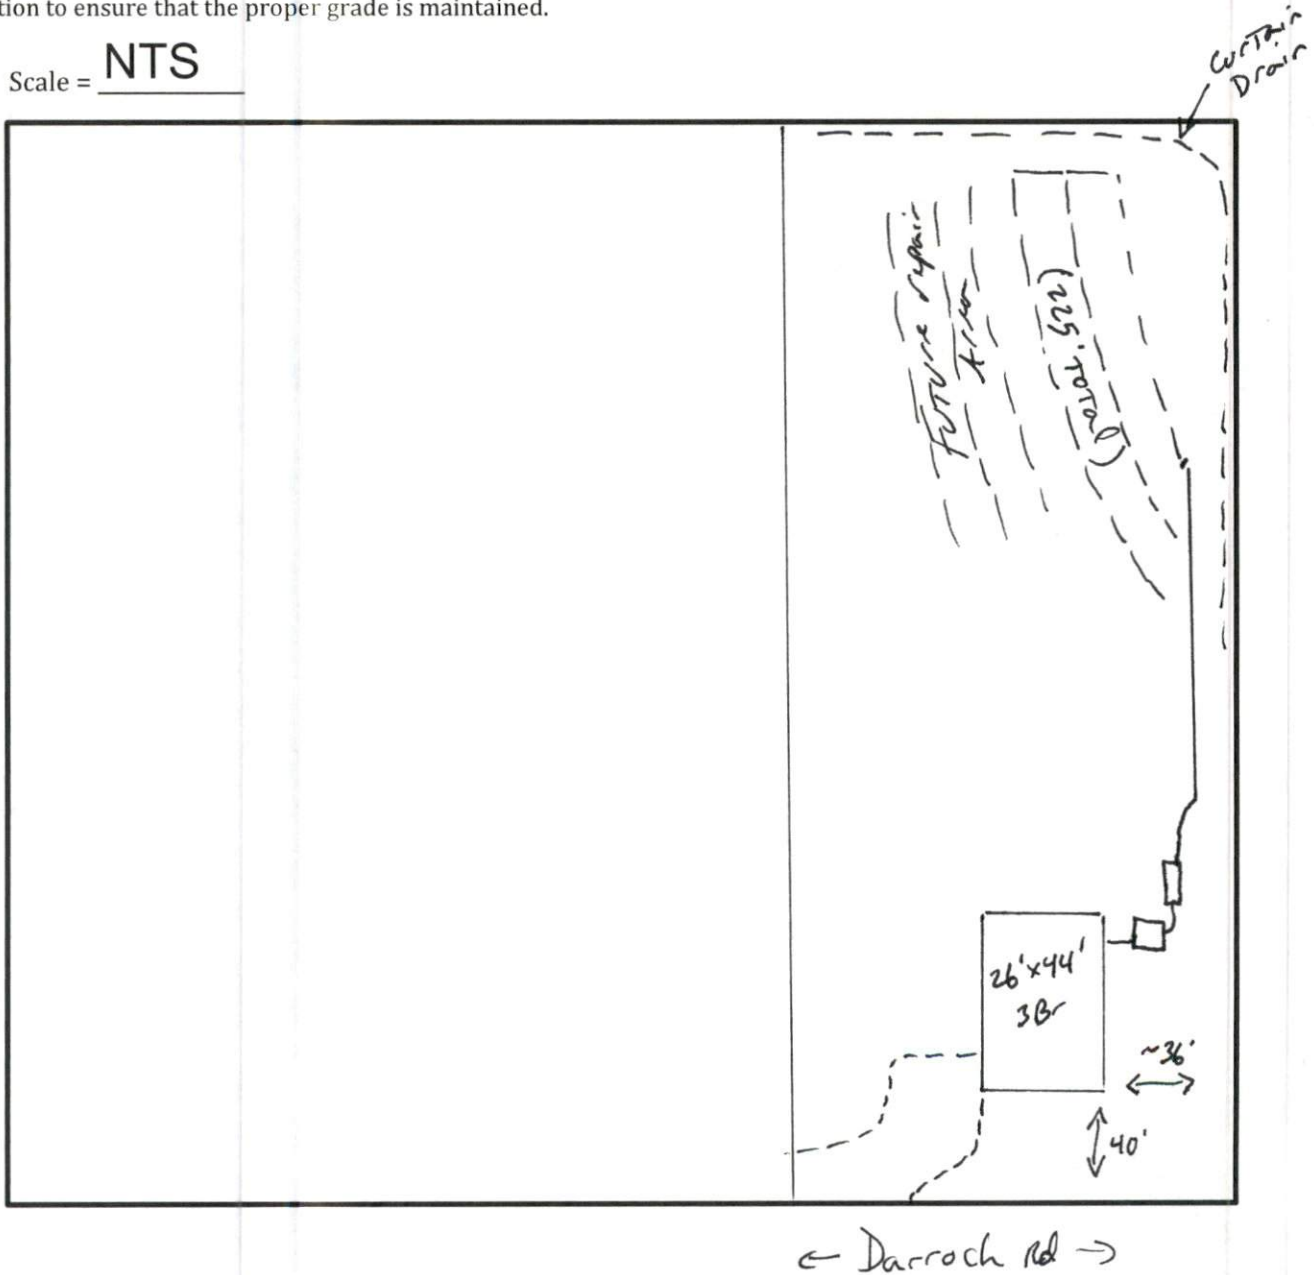 tion to ensure that the proper grade is maintained.
Scale = NTS
Curtain
Drain
Future repair
Area
(225' Total)
26'x44'
3Br
~36'
40'
← Darroch Rd →